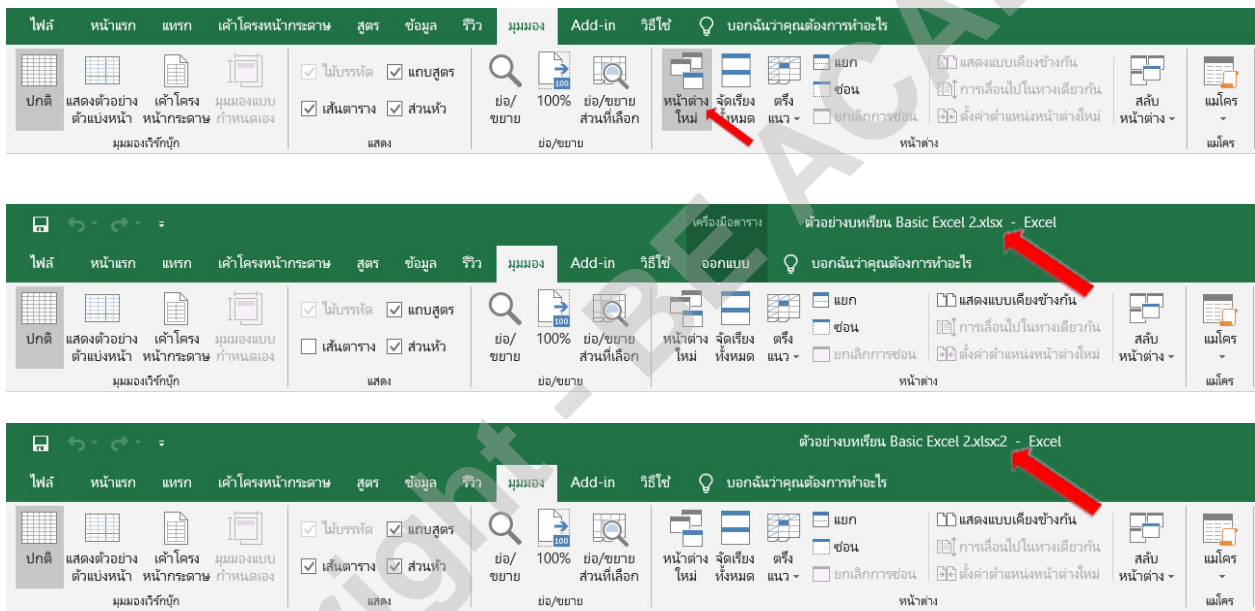 ไฟล์ หน้าแรก แทรก เค้าโครงหน้ากระดาษ สูตร ข้อมูล รีวิว มุมมอง Add-in วิธีใช้ บอกฉันว่าคุณต้องการทำอะไร
ไม้บรรทัด แถบสูตร 100 แยก แสดงแบบเคียงข้างกัน
ซ่อน การเลื่อนไปในทางเดียวกัน
ปกติ แสดงตัวอย่าง เค้าโครง มุมมองแบบ เส้นตาราง ส่วนหัว ย่อ/ 100% ย่อ/ขยาย หน้าต่าง จัดเรียง ตรึง สลับ แมโคร
ตัวแบ่งหน้า หน้ากระดาษ กำหนดเอง ขยาย ส่วนที่เลือก ใหม่ ทั้งหมด แนว ยกเลิกการซ่อน ตั้งค่าตำแหน่งหน้าต่างใหม่ หน้าต่าง
มุมมองเวิร์กบุ๊ก แสดง ย่อ/ขยาย หน้าต่าง แมโคร
เครื่องมือตาราง ตัวอย่างบทเรียน Basic Excel 2.xlsx - Excel
ไฟล์ หน้าแรก แทรก เค้าโครงหน้ากระดาษ สูตร ข้อมูล รีวิว มุมมอง Add-in วิธีใช้ ออกแบบ บอกฉันว่าคุณต้องการทำอะไร
ไม้บรรทัด แถบสูตร 100 แยก แสดงแบบเคียงข้างกัน
ซ่อน การเลื่อนไปในทางเดียวกัน
ปกติ แสดงตัวอย่าง เค้าโครง มุมมองแบบ เส้นตาราง ส่วนหัว ย่อ/ 100% ย่อ/ขยาย หน้าต่าง จัดเรียง ตรึง สลับ แมโคร
ตัวแบ่งหน้า หน้ากระดาษ กำหนดเอง ขยาย ส่วนที่เลือก ใหม่ ทั้งหมด แนว ยกเลิกการซ่อน ตั้งค่าตำแหน่งหน้าต่างใหม่ หน้าต่าง
มุมมองเวิร์กบุ๊ก แสดง ย่อ/ขยาย หน้าต่าง แมโคร
ตัวอย่างบทเรียน Basic Excel 2.xlsx:2 - Excel
ไฟล์ หน้าแรก แทรก เค้าโครงหน้ากระดาษ สูตร ข้อมูล รีวิว มุมมอง Add-in วิธีใช้ บอกฉันว่าคุณต้องการทำอะไร
ไม้บรรทัด แถบสูตร 100 แยก แสดงแบบเคียงข้างกัน
ซ่อน การเลื่อนไปในทางเดียวกัน
ปกติ แสดงตัวอย่าง เค้าโครง มุมมองแบบ เส้นตาราง ส่วนหัว ย่อ/ 100% ย่อ/ขยาย หน้าต่าง จัดเรียง ตรึง สลับ แมโคร
ตัวแบ่งหน้า หน้ากระดาษ กำหนดเอง ขยาย ส่วนที่เลือก ใหม่ ทั้งหมด แนว ยกเลิกการซ่อน ตั้งค่าตำแหน่งหน้าต่างใหม่ หน้าต่าง
มุมมองเวิร์กบุ๊ก แสดง ย่อ/ขยาย หน้าต่าง แมโคร
right - BE ACA